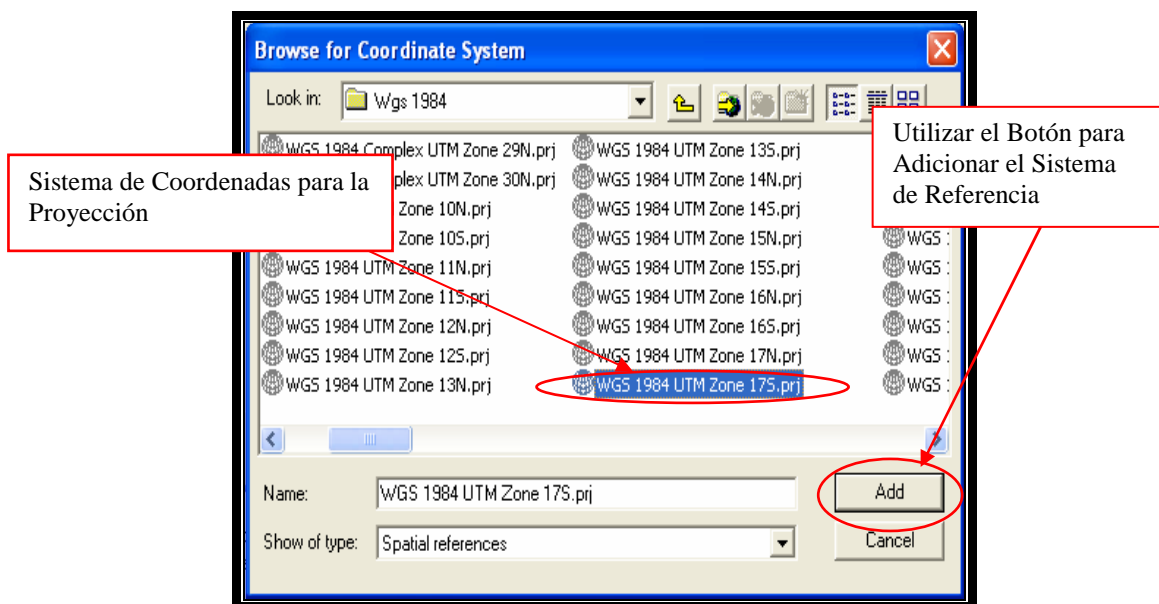 Browse for Coordinate System
Look in:
Wgs 1984
WGS 1984 Complex UTM Zone 29N.prj
plex UTM Zone 30N.prj
Zone 10N.prj
Zone 10S.prj
WGS 1984 UTM Zone 11N.prj
WGS 1984 UTM Zone 11S.prj
WGS 1984 UTM Zone 12N.prj
WGS 1984 UTM Zone 12S.prj
WGS 1984 UTM Zone 13N.prj
WGS 1984 UTM Zone 13S.prj
WGS 1984 UTM Zone 14N.prj
WGS 1984 UTM Zone 14S.prj
WGS 1984 UTM Zone 15N.prj
WGS 1984 UTM Zone 15S.prj
WGS 1984 UTM Zone 16N.prj
WGS 1984 UTM Zone 16S.prj
WGS 1984 UTM Zone 17N.prj
WGS 1984 UTM Zone 17S.prj
WGS
WGS
WGS
WGS
WGS
WGS
Sistema de Coordenadas para la
Proyección
Utilizar el Botón para
Adicionar el Sistema
de Referencia
Name:
WGS 1984 UTM Zone 17S.prj
Add
Show of type:
Spatial references
Cancel